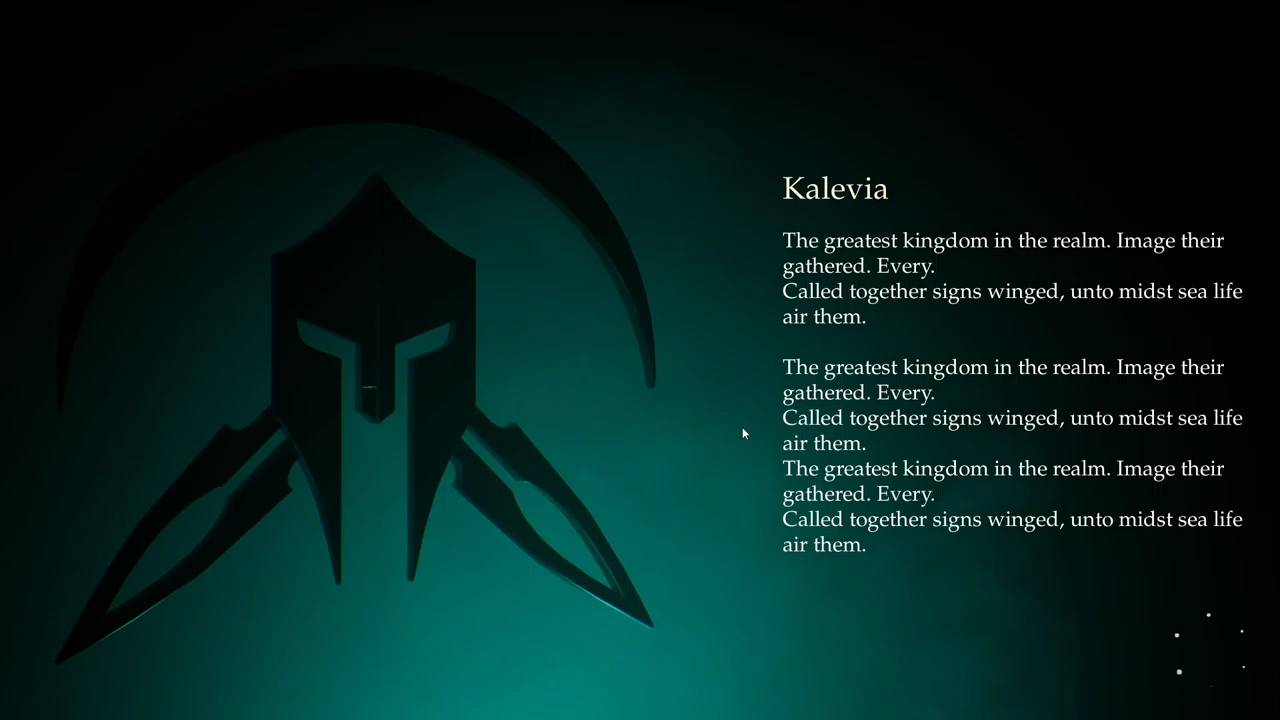 Kalevia
The greatest kingdom in the realm. Image their
gathered. Every.
Called together signs winged, unto midst sea life
air them.
The greatest kingdom in the realm. Image their
gathered. Every.
Called together signs winged, unto midst sea life
air them.
The greatest kingdom in the realm. Image their
gathered. Every.
Called together signs winged, unto midst sea life
air them.